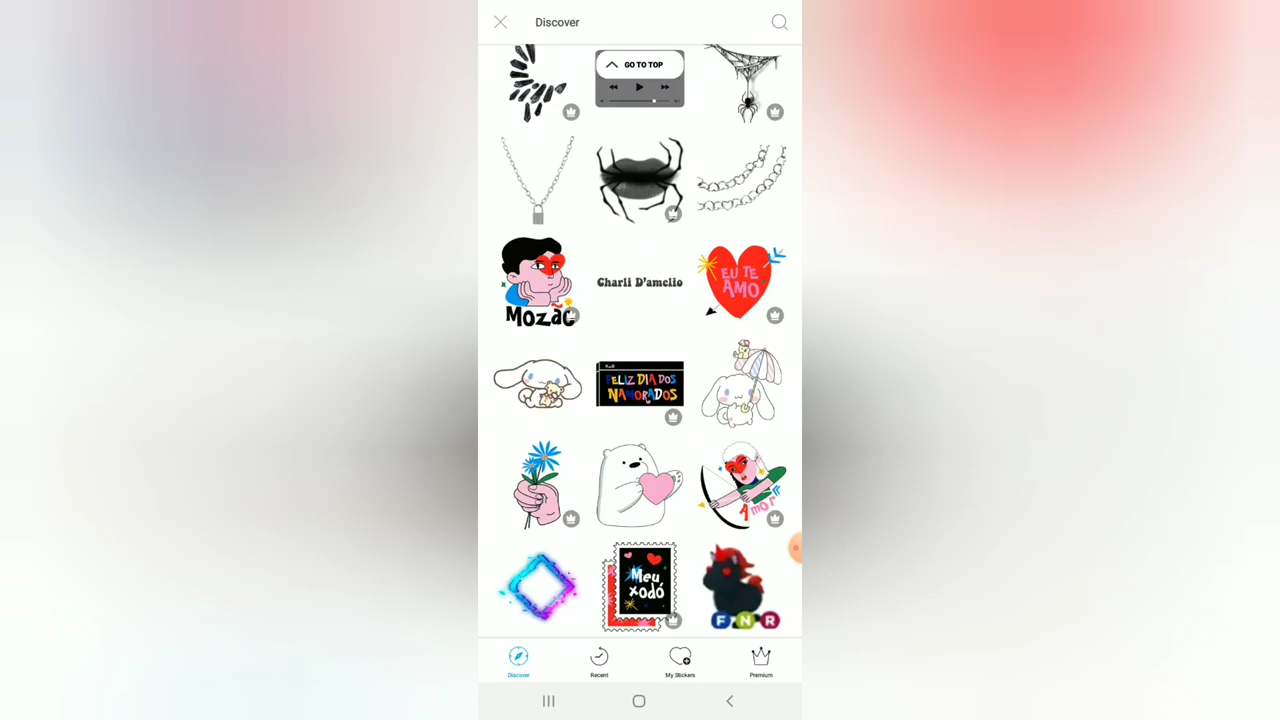 Discover
GO TO TOP
Mozão
Charli D'amelio
EU TE
AMO
FELIZ DIA DOS
NAMORADOS
Amor
Meu
xodó
F N R
Discover
Recent
My Stickers
Premium